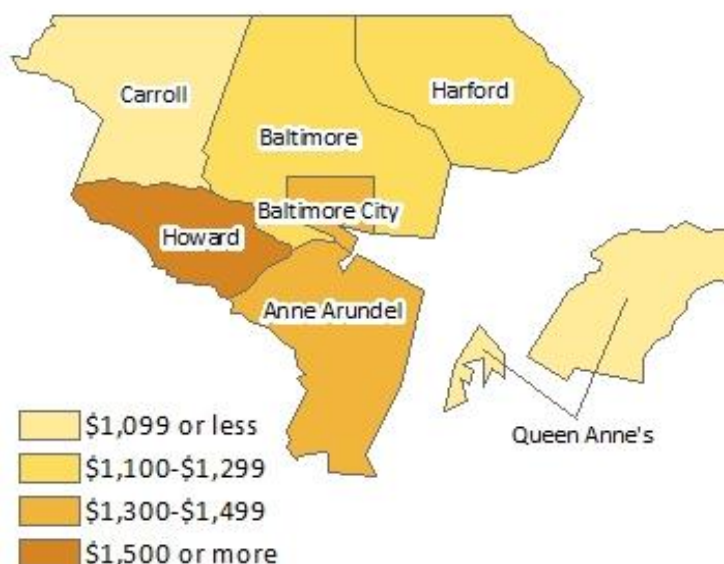 Carroll
Harford
Baltimore
Baltimore City
Howard
Anne Arundel
Queen Anne's
$1,099 or less
$1,100-$1,299
$1,300-$1,499
$1,500 or more